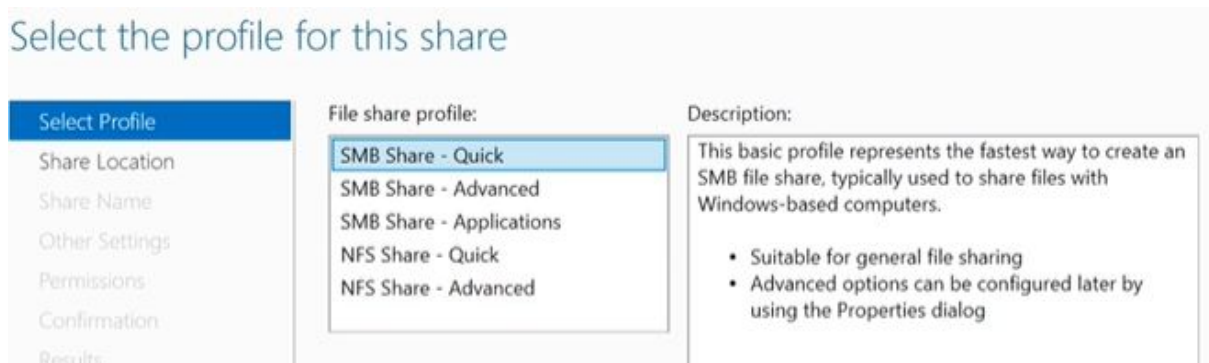 Select the profile for this share
Select Profile
Share Location
Share Name
Other Settings
Permissions
Confirmation
Results
File share profile:
SMB Share - Quick
SMB Share - Advanced
SMB Share - Applications
NFS Share - Quick
NFS Share - Advanced
Description:
This basic profile represents the fastest way to create an
SMB file share, typically used to share files with
Windows-based computers.
• Suitable for general file sharing
• Advanced options can be configured later by
using the Properties dialog